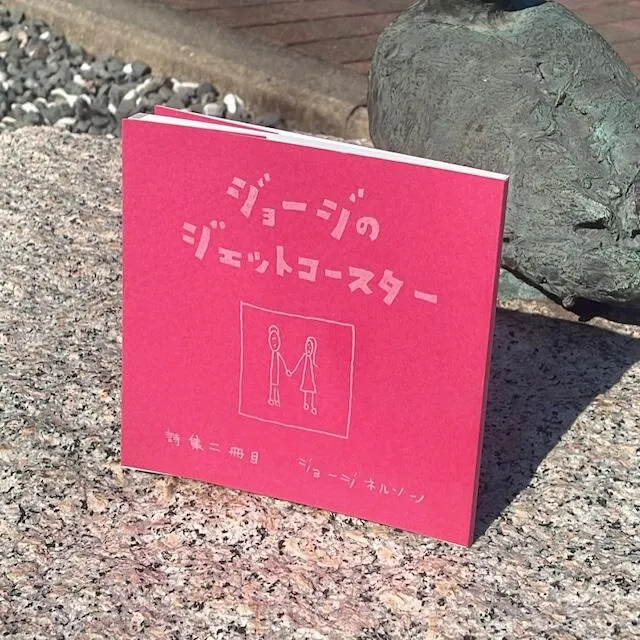 ジョージの
ジェットコースター
詩集二冊目 ジョージネルソン